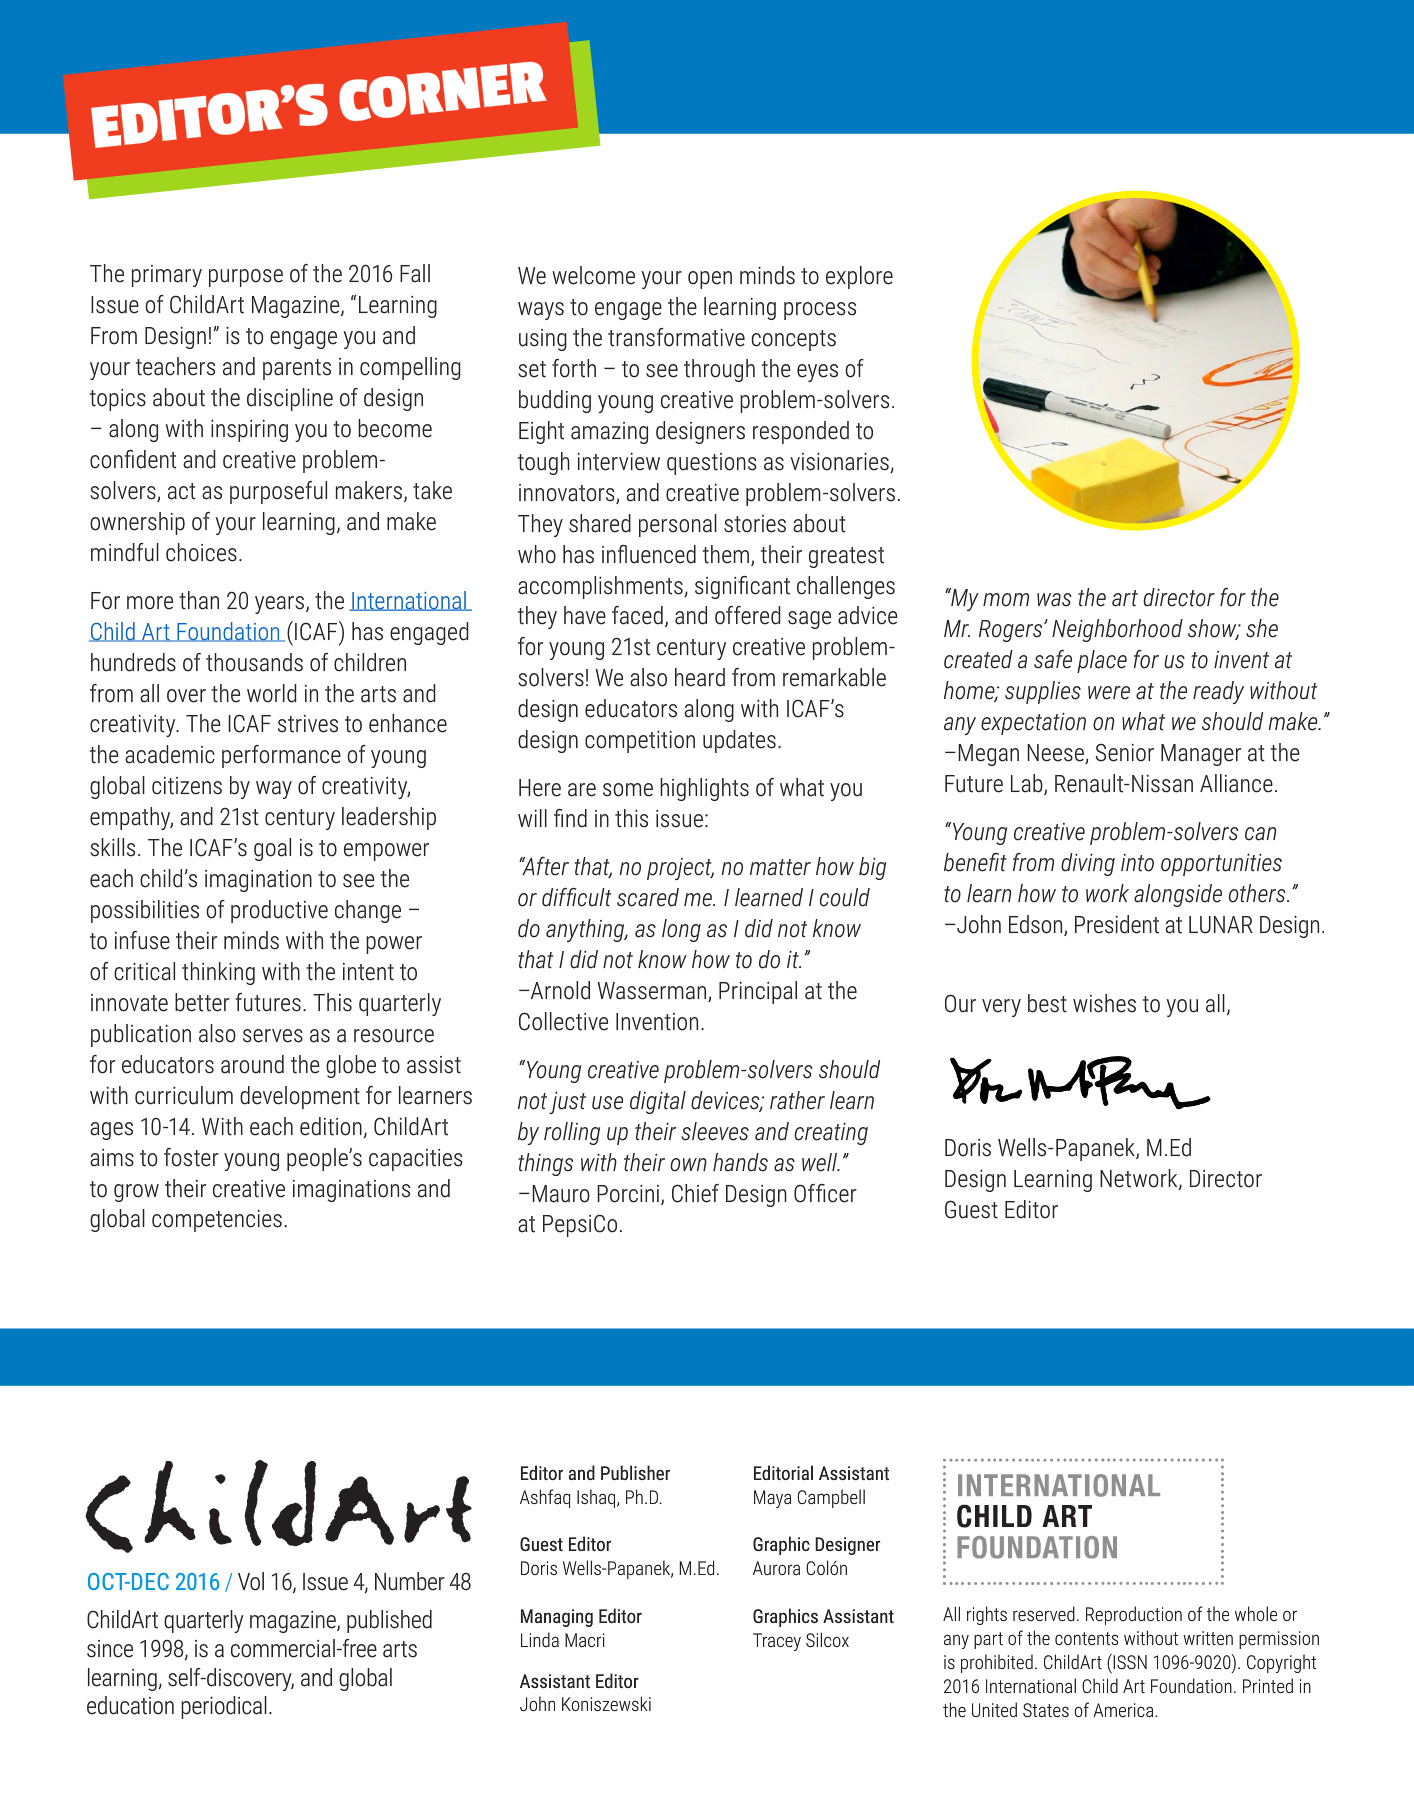 EDITOR'S CORNER
The primary purpose of the 2016 Fall
Issue of ChildArt Magazine, “Learning
From Design!” is to engage you and
your teachers and parents in compelling
topics about the discipline of design
– along with inspiring you to become
confident and creative problem-
solvers, act as purposeful makers, take
ownership of your learning, and make
mindful choices.
For more than 20 years, the International
Child Art Foundation (ICAF) has engaged
hundreds of thousands of children
from all over the world in the arts and
creativity. The ICAF strives to enhance
the academic performance of young
global citizens by way of creativity,
empathy, and 21st century leadership
skills. The ICAF’s goal is to empower
each child’s imagination to see the
possibilities of productive change –
to infuse their minds with the power
of critical thinking with the intent to
innovate better futures. This quarterly
publication also serves as a resource
for educators around the globe to assist
with curriculum development for learners
ages 10-14. With each edition, ChildArt
aims to foster young people’s capacities
to grow their creative imaginations and
global competencies.
We welcome your open minds to explore
ways to engage the learning process
using the transformative concepts
set forth – to see through the eyes of
budding young creative problem-solvers.
Eight amazing designers responded to
tough interview questions as visionaries,
innovators, and creative problem-solvers.
They shared personal stories about
who has influenced them, their greatest
accomplishments, significant challenges
they have faced, and offered sage advice
for young 21st century creative problem-
solvers! We also heard from remarkable
design educators along with ICAF’s
design competition updates.
Here are some highlights of what you
will find in this issue:
“After that, no project, no matter how big
or difficult scared me. I learned I could
do anything, as long as I did not know
that I did not know how to do it.”
–Arnold Wasserman, Principal at the
Collective Invention.
“Young creative problem-solvers should
not just use digital devices; rather learn
by rolling up their sleeves and creating
things with their own hands as well.”
–Mauro Porcini, Chief Design Officer
at PepsiCo.
“My mom was the art director for the
Mr. Rogers’ Neighborhood show; she
created a safe place for us to invent at
home; supplies were at the ready without
any expectation on what we should make.”
–Megan Neese, Senior Manager at the
Future Lab, Renault-Nissan Alliance.
“Young creative problem-solvers can
benefit from diving into opportunities
to learn how to work alongside others.”
–John Edson, President at LUNAR Design.
Our very best wishes to you all,
Doris Wells-Papanek, M.Ed
Design Learning Network, Director
Guest Editor
ChildArt
OCT-DEC 2016 / Vol 16, Issue 4, Number 48
ChildArt quarterly magazine, published
since 1998, is a commercial-free arts
learning, self-discovery, and global
education periodical.
Editor and Publisher
Ashfaq Ishaq, Ph.D.
Guest Editor
Doris Wells-Papanek, M.Ed.
Managing Editor
Linda Macri
Assistant Editor
John Koniszewski
Editorial Assistant
Maya Campbell
Graphic Designer
Aurora Colón
Graphics Assistant
Tracey Silcox
INTERNATIONAL
CHILD ART
FOUNDATION
All rights reserved. Reproduction of the whole or
any part of the contents without written permission
is prohibited. ChildArt (ISSN 1096-9020). Copyright
2016 International Child Art Foundation. Printed in
the United States of America.